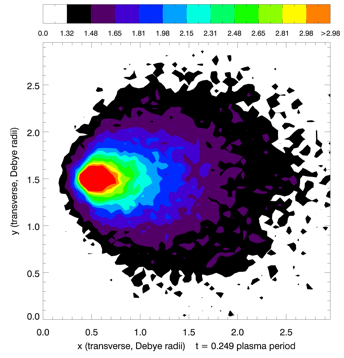 0.0 1.32 1.48 1.65 1.82 1.98 2.15 2.31 2.48 2.65 2.81 2.98 >2.98
2.5
2.0
1.5
1.0
0.5
0.0
y (transverse, Debye radii)
0.0 0.5 1.0 1.5 2.0 2.5
x (transverse, Debye radii) t = 0.249 plasma period